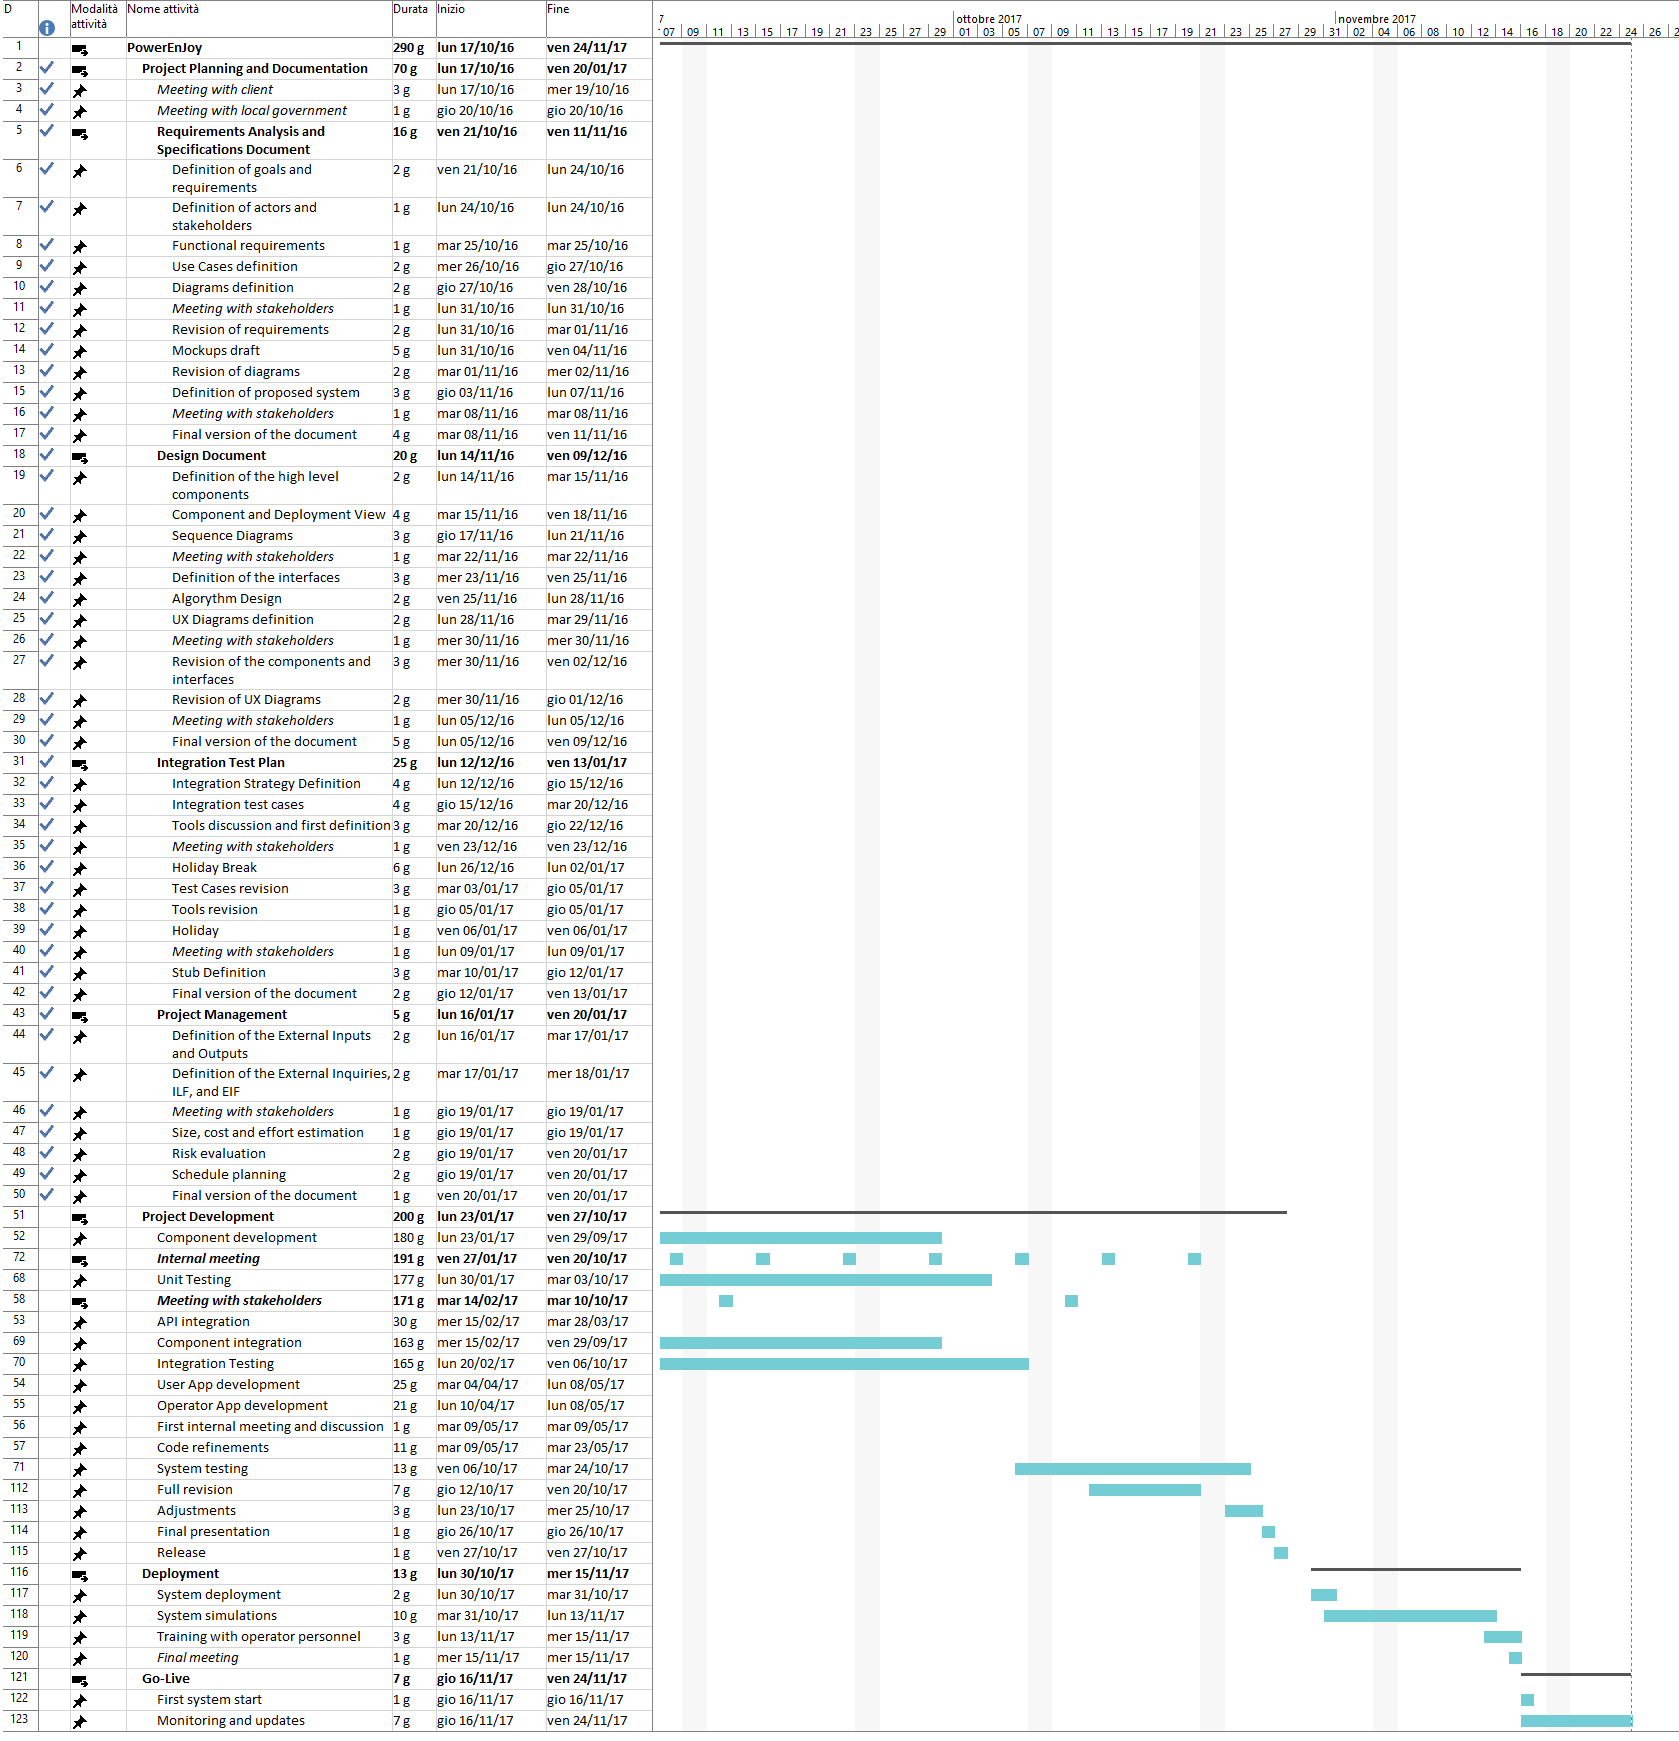 D Modalità attività Nome attività Durata Inizio Fine
7 ottobre 2017 novembre 2017
07 09 11 13 15 17 19 21 23 25 27 29 01 03 05 07 09 11 13 15 17 19 21 23 25 27 29 31 02 04 06 08 10 12 14 16 18 20 22 24 26
1 PowerEnJoy 290 g lun 17/10/16 ven 24/11/17
2 Project Planning and Documentation 70 g lun 17/10/16 ven 20/01/17
3 Meeting with client 3 g lun 17/10/16 mer 19/10/16
4 Meeting with local government 1 g gio 20/10/16 gio 20/10/16
5 Requirements Analysis and Specifications Document 16 g ven 21/10/16 ven 11/11/16
6 Definition of goals and requirements 2 g ven 21/10/16 lun 24/10/16
7 Definition of actors and stakeholders 1 g lun 24/10/16 lun 24/10/16
8 Functional requirements 1 g mar 25/10/16 mar 25/10/16
9 Use Cases definition 2 g mer 26/10/16 gio 27/10/16
10 Diagrams definition 2 g gio 27/10/16 ven 28/10/16
11 Meeting with stakeholders 1 g lun 31/10/16 lun 31/10/16
12 Revision of requirements 2 g lun 31/10/16 mar 01/11/16
14 Mockups draft 5 g lun 31/10/16 ven 04/11/16
13 Revision of diagrams 2 g mar 01/11/16 mer 02/11/16
15 Definition of proposed system 3 g gio 03/11/16 lun 07/11/16
16 Meeting with stakeholders 1 g mar 08/11/16 mar 08/11/16
17 Final version of the document 4 g mar 08/11/16 ven 11/11/16
18 Design Document 20 g lun 14/11/16 ven 09/12/16
19 Definition of the high level components 2 g lun 14/11/16 mar 15/11/16
20 Component and Deployment View 4 g mar 15/11/16 ven 18/11/16
21 Sequence Diagrams 3 g gio 17/11/16 lun 21/11/16
22 Meeting with stakeholders 1 g mar 22/11/16 mar 22/11/16
23 Definition of the interfaces 3 g mer 23/11/16 ven 25/11/16
24 Algorythm Design 2 g ven 25/11/16 lun 28/11/16
25 UX Diagrams definition 2 g lun 28/11/16 mar 29/11/16
26 Meeting with stakeholders 1 g mer 30/11/16 mer 30/11/16
27 Revision of the components and interfaces 3 g mer 30/11/16 ven 02/12/16
28 Revision of UX Diagrams 2 g mer 30/11/16 gio 01/12/16
29 Meeting with stakeholders 1 g lun 05/12/16 lun 05/12/16
30 Final version of the document 5 g lun 05/12/16 ven 09/12/16
31 Integration Test Plan 25 g lun 12/12/16 ven 13/01/17
32 Integration Strategy Definition 4 g lun 12/12/16 gio 15/12/16
33 Integration test cases 4 g gio 15/12/16 mar 20/12/16
34 Tools discussion and first definition 3 g mar 20/12/16 gio 22/12/16
35 Meeting with stakeholders 1 g ven 23/12/16 ven 23/12/16
36 Holiday Break 6 g lun 26/12/16 lun 02/01/17
37 Test Cases revision 3 g mar 03/01/17 gio 05/01/17
38 Tools revision 1 g gio 05/01/17 gio 05/01/17
39 Holiday 1 g ven 06/01/17 ven 06/01/17
40 Meeting with stakeholders 1 g lun 09/01/17 lun 09/01/17
41 Stub Definition 3 g mar 10/01/17 gio 12/01/17
42 Final version of the document 2 g gio 12/01/17 ven 13/01/17
43 Project Management 5 g lun 16/01/17 ven 20/01/17
44 Definition of the External Inputs and Outputs 2 g lun 16/01/17 mar 17/01/17
45 Definition of the External Inquiries, ILF, and EIF 2 g mar 17/01/17 mer 18/01/17
46 Meeting with stakeholders 1 g gio 19/01/17 gio 19/01/17
47 Size, cost and effort estimation 1 g gio 19/01/17 gio 19/01/17
48 Risk evaluation 2 g gio 19/01/17 ven 20/01/17
49 Schedule planning 2 g gio 19/01/17 ven 20/01/17
50 Final version of the document 1 g ven 20/01/17 ven 20/01/17
51 Project Development 200 g lun 23/01/17 ven 27/10/17
52 Component development 180 g lun 23/01/17 ven 29/09/17
72 Internal meeting 191 g ven 27/01/17 ven 20/10/17
68 Unit Testing 177 g lun 30/01/17 mar 03/10/17
58 Meeting with stakeholders 171 g mar 14/02/17 mar 10/10/17
53 API integration 30 g mer 15/02/17 mar 28/03/17
69 Component integration 163 g mer 15/02/17 ven 29/09/17
70 Integration Testing 165 g lun 20/02/17 ven 06/10/17
54 User App development 25 g mar 04/04/17 lun 08/05/17
55 Operator App development 21 g lun 10/04/17 lun 08/05/17
56 First internal meeting and discussion 1 g mar 09/05/17 mar 09/05/17
57 Code refinements 11 g mar 09/05/17 mar 23/05/17
71 System testing 13 g ven 06/10/17 mar 24/10/17
112 Full revision 7 g gio 12/10/17 ven 20/10/17
113 Adjustments 3 g lun 23/10/17 mer 25/10/17
114 Final presentation 1 g gio 26/10/17 gio 26/10/17
115 Release 1 g ven 27/10/17 ven 27/10/17
116 Deployment 13 g lun 30/10/17 mer 15/11/17
117 System deployment 2 g lun 30/10/17 mar 31/10/17
118 System simulations 10 g mar 31/10/17 lun 13/11/17
119 Training with operator personnel 3 g lun 13/11/17 mer 15/11/17
120 Final meeting 1 g mer 15/11/17 mer 15/11/17
121 Go-Live 7 g gio 16/11/17 ven 24/11/17
122 First system start 1 g gio 16/11/17 gio 16/11/17
123 Monitoring and updates 7 g gio 16/11/17 ven 24/11/17